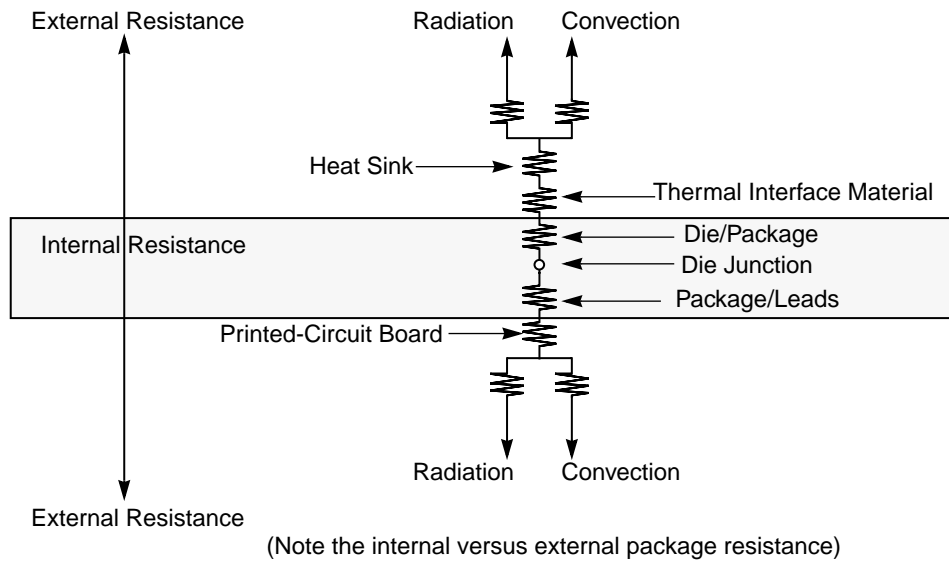 External Resistance
Radiation
Convection
Heat Sink
Thermal Interface Material
Internal Resistance
Die/Package
Die Junction
Package/Leads
Printed-Circuit Board
Radiation
Convection
External Resistance
(Note the internal versus external package resistance)